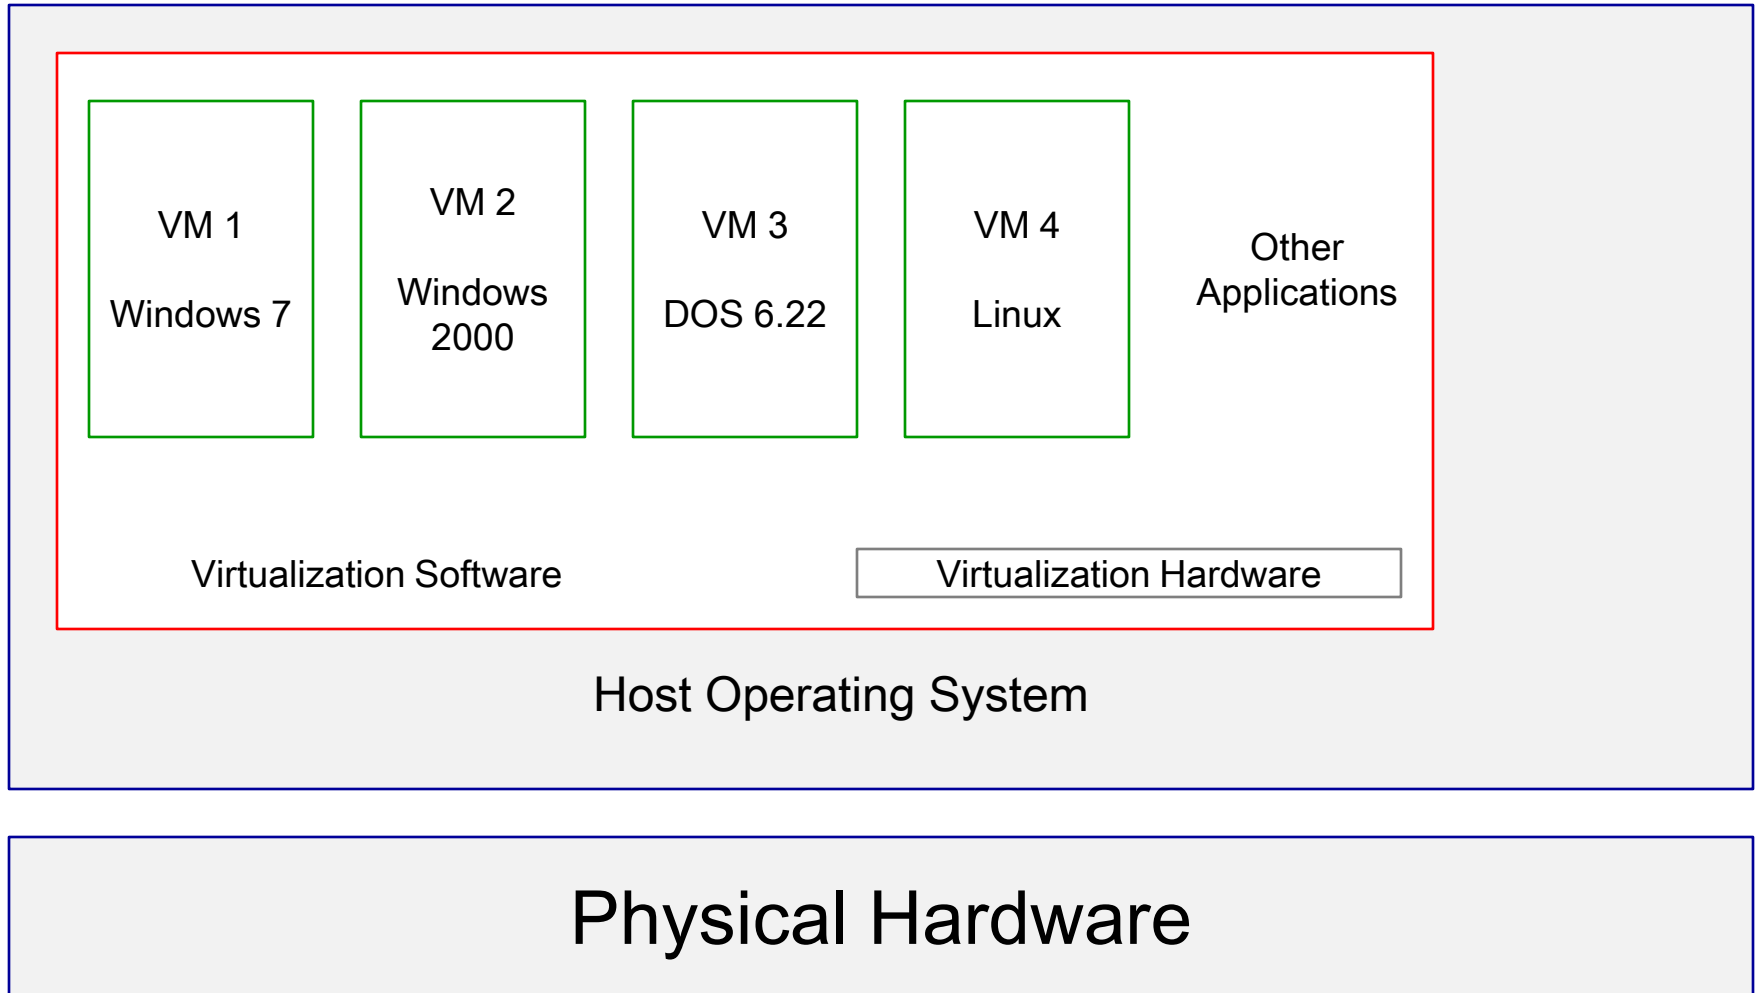 VM 1
Windows 7
VM 2
Windows
2000
VM 3
DOS 6.22
VM 4
Linux
Other
Applications
Virtualization Software
Virtualization Hardware
Host Operating System
Physical Hardware